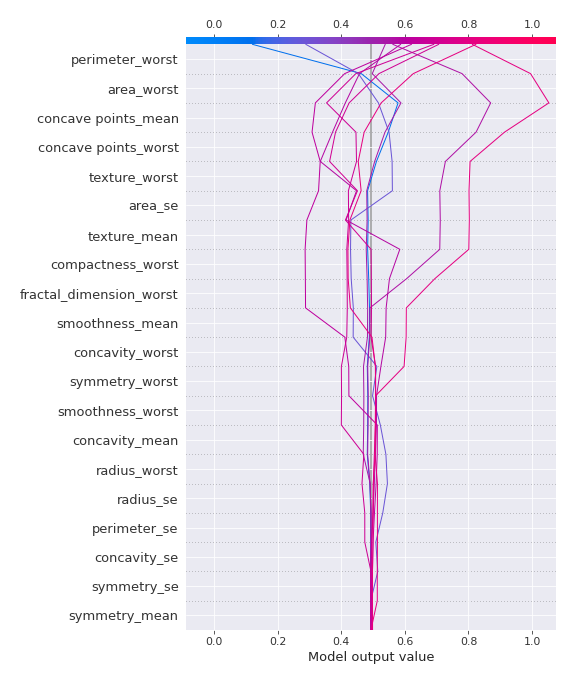 0.0 0.2 0.4 0.6 0.8 1.0
perimeter_worst
area_worst
concave points_mean
concave points_worst
texture_worst
area_se
texture_mean
compactness_worst
fractal_dimension_worst
smoothness_mean
concavity_worst
symmetry_worst
smoothness_worst
concavity_mean
radius_worst
radius_se
perimeter_se
concavity_se
symmetry_se
symmetry_mean
0.0 0.2 0.4 0.6 0.8 1.0
Model output value